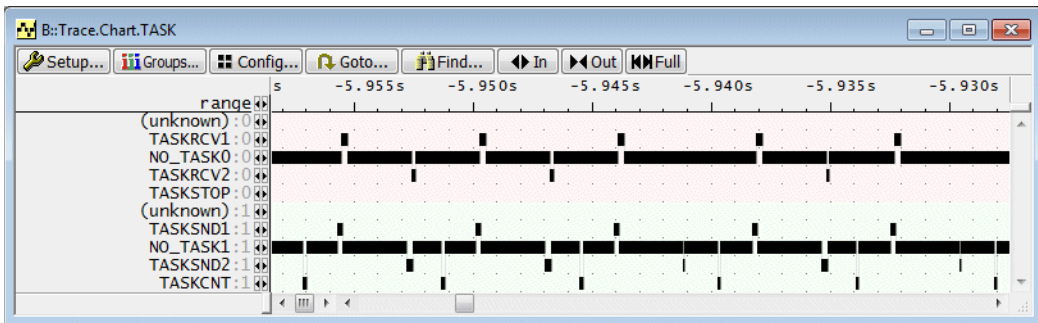 B::Trace.Chart.TASK
Setup... Groups... Config... Goto... Find... In Out Full
s -5.955s -5.950s -5.945s -5.940s -5.935s -5.930s
range
(unknown):0
TASKRCV1:0
NO_TASK0:0
TASKRCV2:0
TASKSTOP:0
(unknown):1
TASKSND1:1
NO_TASK1:1
TASKSND2:1
TASKCNT:1